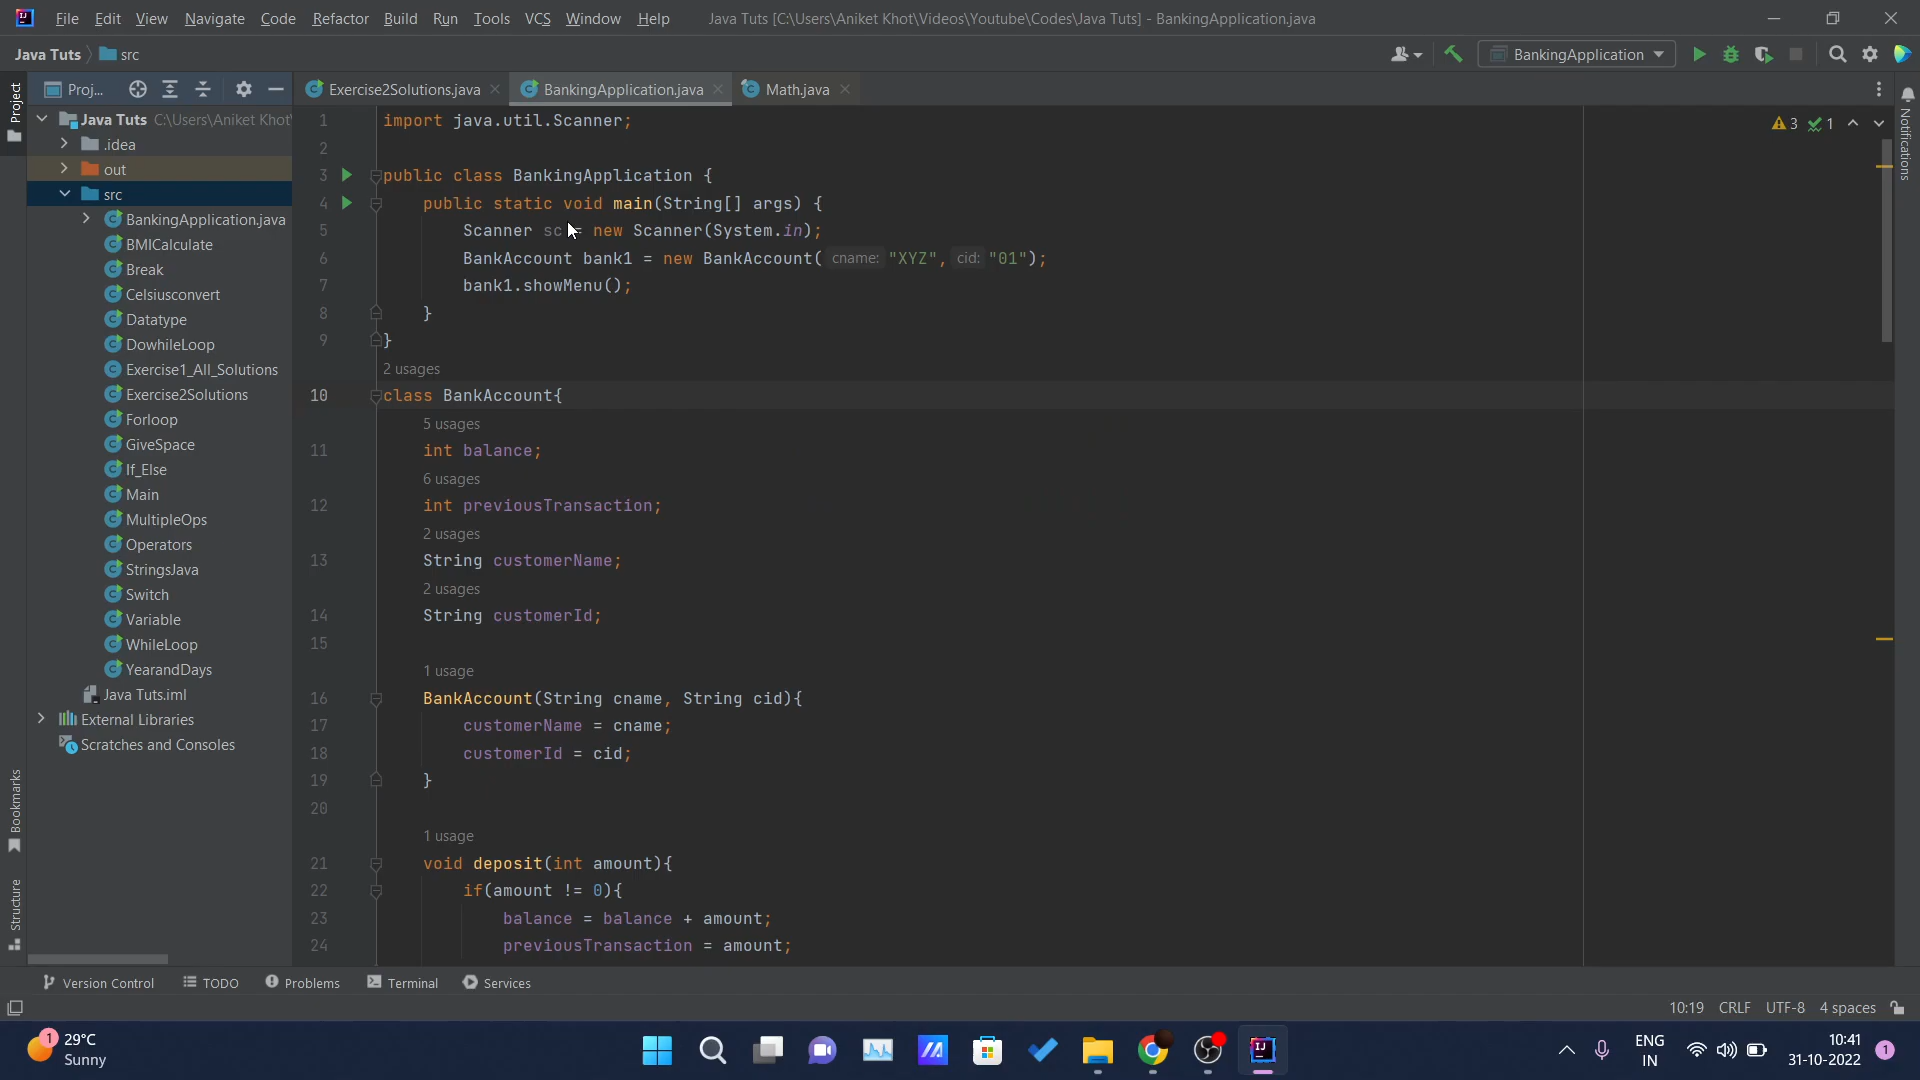 File Edit View Navigate Code Refactor Build Run Tools VCS Window Help Java Tuts [C:\Users\Aniket Khot\Videos\Youtube\Codes\Java Tuts] - BankingApplication.java
Java Tuts src BankingApplication
Project
Proj...
Exercise2Solutions.java BankingApplication.java Math.java
Notifications
Java Tuts C:\Users\Aniket Khot\
.idea
out
src
BankingApplication.java
BMICalculate
Break
Celsiusconvert
Datatype
DowhileLoop
Exercise1_All_Solutions
Exercise2Solutions
Forloop
GiveSpace
If_Else
Main
MultipleOps
Operators
StringsJava
Switch
Variable
WhileLoop
YearandDays
Java Tuts.iml
External Libraries
Scratches and Consoles
3 1
1 import java.util.Scanner;
2
3 public class BankingApplication {
4 public static void main(String[] args) {
5 Scanner sc = new Scanner(System.in);
6 BankAccount bank1 = new BankAccount( cname: "XYZ", cid: "01");
7 bank1.showMenu();
8 }
9 }
2 usages
10 class BankAccount{
5 usages
11 int balance;
6 usages
12 int previousTransaction;
2 usages
13 String customerName;
2 usages
14 String customerId;
15
1 usage
16 BankAccount(String cname, String cid){
17 customerName = cname;
18 customerId = cid;
19 }
20
1 usage
21 void deposit(int amount){
22 if(amount != 0){
23 balance = balance + amount;
24 previousTransaction = amount;
Bookmarks
Structure
Version Control TODO Problems Terminal Services
10:19 CRLF UTF-8 4 spaces
1 29°C
Sunny
ENG
IN
10:41
31-10-2022
1